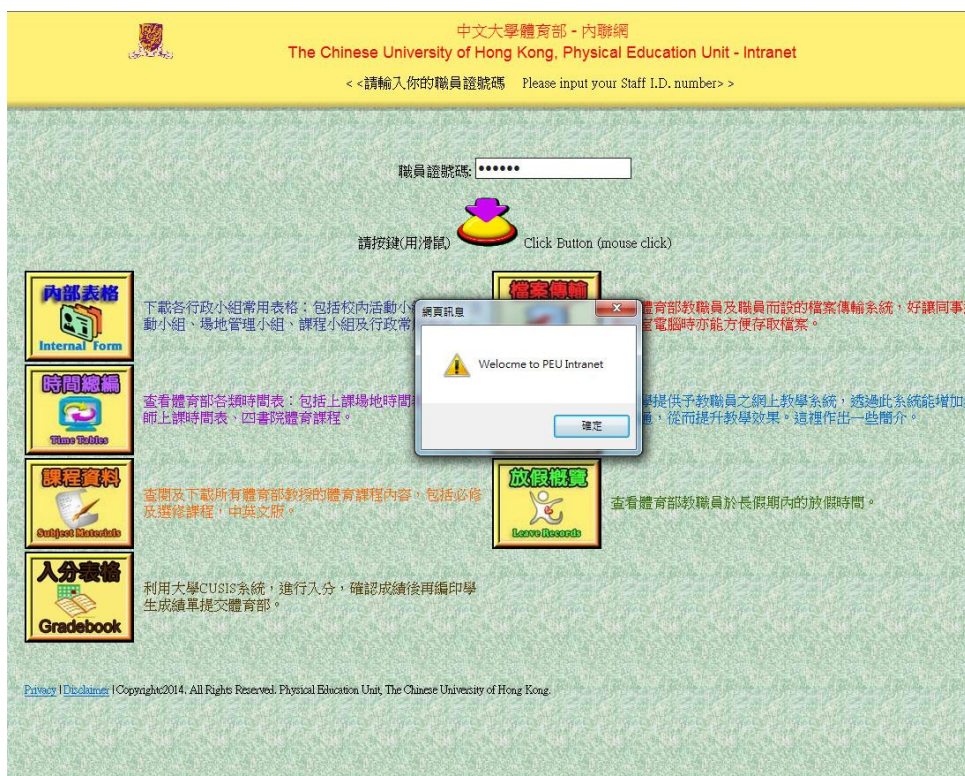 中文大學體育部 - 內聯網
The Chinese University of Hong Kong, Physical Education Unit - Intranet
< <請輸入你的職員證號碼 Please input your Staff I.D. number> >
職員證號碼: ••••••
請按鍵(用滑鼠) Click Button (mouse click)
內部表格
Internal Form
下載各行政小組常用表格：包括校內活動小
動小組、場地管理小組、課程小組及行政常
檔案傳輸
體育部教職員及職員而設的檔案傳輸系統，好讓同事
電腦時亦能方便存取檔案。
網頁訊息
Welocme to PEU Intranet
確定
時間總編
Time Tables
查看體育部各類時間表：包括上課場地時間
師上課時間表、四書院體育課程。
提供予教職員之網上教學系統，透過此系統能增加
，從而提升教學效果。這裡作出一些簡介。
課程資料
Subject Materials
查閱及下載所有體育部教授的體育課程內容，包括必修
及選修課程，中英文版。
放假概覽
Leave Records
查看體育部教職員於長假期內的放假時間。
入分表格
Gradebook
利用大學CUSIS系統，進行入分，確認成績後再編印學
生成績單提交體育部。
Privacy | Disclaimer | Copyright©2014. All Rights Reserved. Physical Education Unit, The Chinese University of Hong Kong.